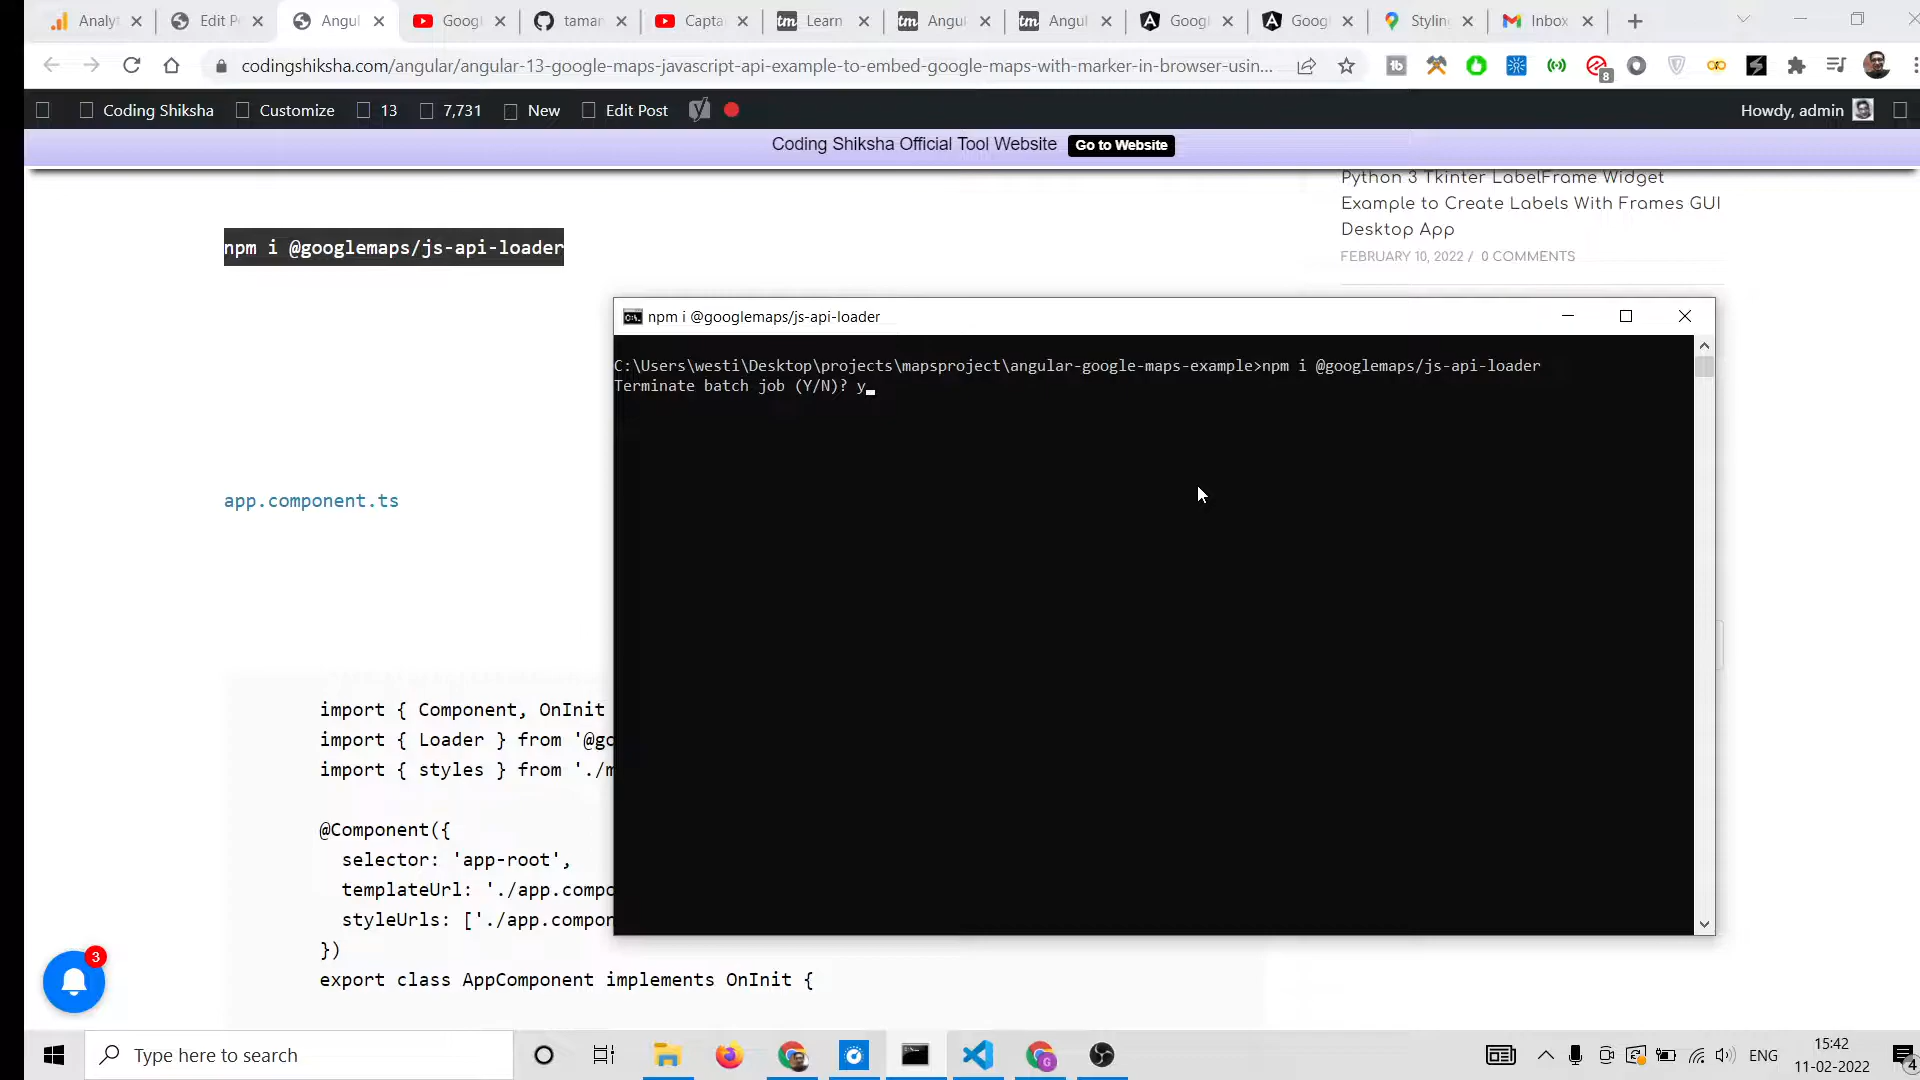 Analy
Edit P
Angul
Googl
taman
Capta
Learn
Angul
Angul
Googl
Googl
Stylin
Inbox
codingshiksha.com/angular/angular-13-google-maps-javascript-api-example-to-embed-google-maps-with-marker-in-browser-usin...
8
Coding Shiksha
Customize
13
7,731
New
Edit Post
Howdy, admin
Coding Shiksha Official Tool Website
Go to Website
npm i @googlemaps/js-api-loader
Python 3 Tkinter LabelFrame Widget
Example to Create Labels With Frames GUI
Desktop App
FEBRUARY 10, 2022 / 0 COMMENTS
npm i @googlemaps/js-api-loader
C:\Users\westi\Desktop\projects\mapsproject\angular-google-maps-example>npm i @googlemaps/js-api-loader
Terminate batch job (Y/N)? y
app.component.ts
import { Component, OnInit
import { Loader } from '@go
import { styles } from './m
@Component({
selector: 'app-root',
templateUrl: './app.compo
styleUrls: ['./app.compon
})
export class AppComponent implements OnInit {
3
Type here to search
ENG
15:42
11-02-2022
4